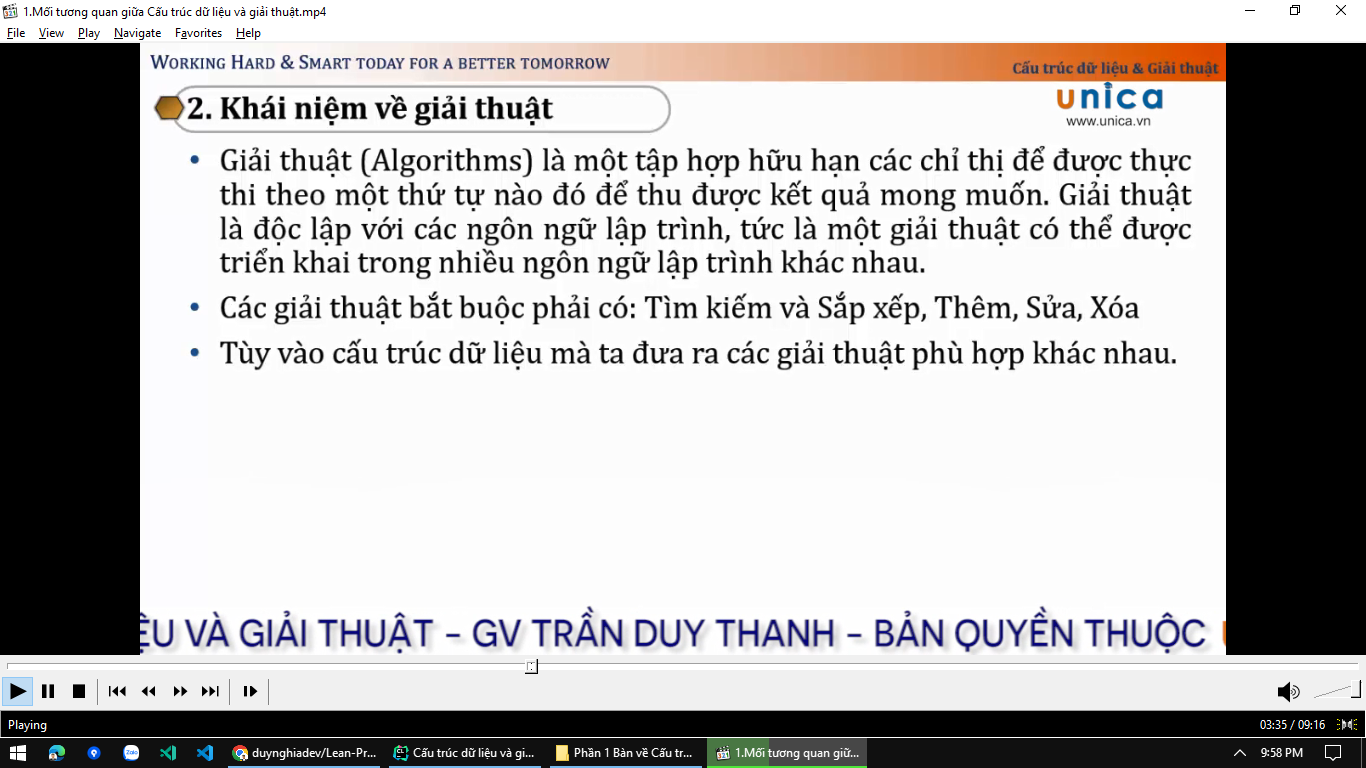 1.Mối tương quan giữa Cấu trúc dữ liệu và giải thuật.mp4
File View Play Navigate Favorites Help
WORKING HARD & SMART TODAY FOR A BETTER TOMORROW
Cấu trúc dữ liệu & Giải thuật
unica
www.unica.vn
2. Khái niệm về giải thuật
• Giải thuật (Algorithms) là một tập hợp hữu hạn các chỉ thị để được thực
thi theo một thứ tự nào đó để thu được kết quả mong muốn. Giải thuật
là độc lập với các ngôn ngữ lập trình, tức là một giải thuật có thể được
triển khai trong nhiều ngôn ngữ lập trình khác nhau.
• Các giải thuật bắt buộc phải có: Tìm kiếm và Sắp xếp, Thêm, Sửa, Xóa
• Tùy vào cấu trúc dữ liệu mà ta đưa ra các giải thuật phù hợp khác nhau.
ỆU VÀ GIẢI THUẬT – GV TRẦN DUY THANH – BẢN QUYỀN THUỘC
Playing
03:35 / 09:16
Zalo
duynghiadev/Lean-Pr...
Cấu trúc dữ liệu và gi...
Phần 1 Bàn về Cấu tr...
1.Mối tương quan giữ...
9:58 PM